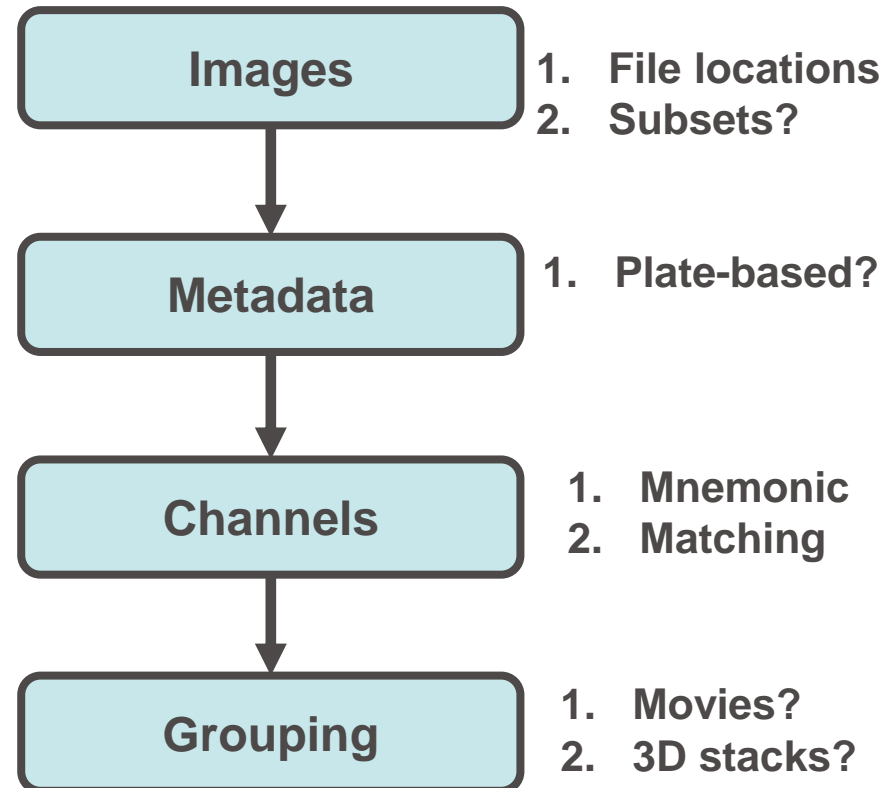 Images
1. File locations
2. Subsets?
Metadata
1. Plate-based?
Channels
1. Mnemonic
2. Matching
Grouping
1. Movies?
2. 3D stacks?